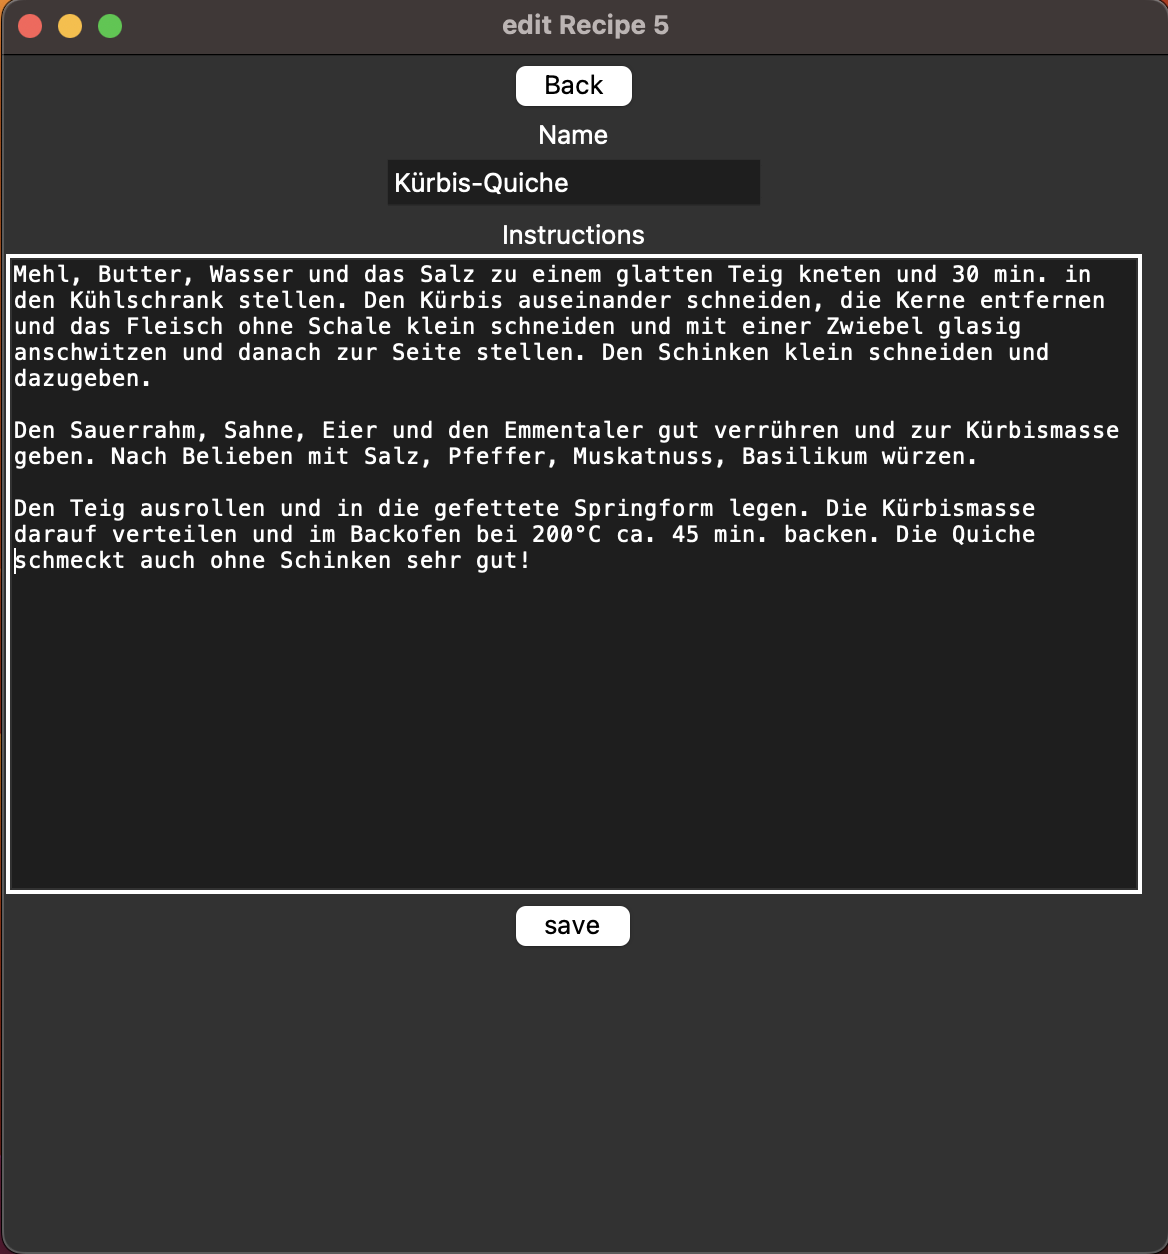 edit Recipe 5
Back
Name
Kürbis-Quiche
Instructions
Mehl, Butter, Wasser und das Salz zu einem glatten Teig kneten und 30 min. in
den Kühlschrank stellen. Den Kürbis auseinander schneiden, die Kerne entfernen
und das Fleisch ohne Schale klein schneiden und mit einer Zwiebel glasig
anschwitzen und danach zur Seite stellen. Den Schinken klein schneiden und
dazugeben.
Den Sauerrahm, Sahne, Eier und den Emmentaler gut verrühren und zur Kürbismasse
geben. Nach Belieben mit Salz, Pfeffer, Muskatnuss, Basilikum würzen.
Den Teig ausrollen und in die gefettete Springform legen. Die Kürbismasse
darauf verteilen und im Backofen bei 200°C ca. 45 min. backen. Die Quiche
schmeckt auch ohne Schinken sehr gut!
save